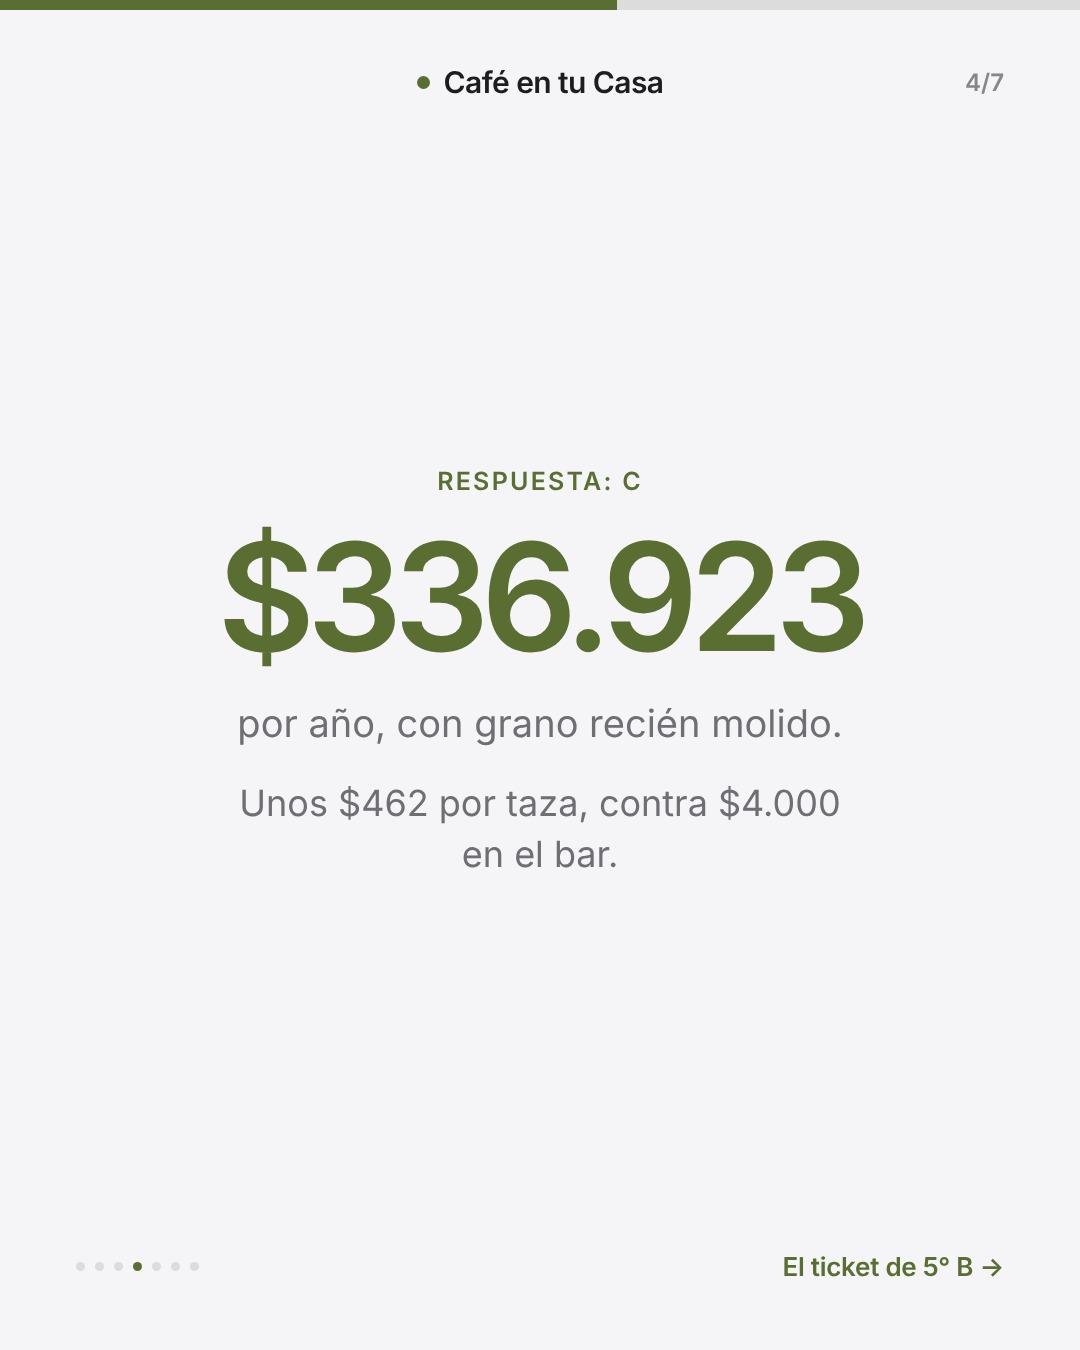 Café en tu Casa
4/7
RESPUESTA: C
$336.923
por año, con grano recién molido.
Unos $462 por taza, contra $4.000
en el bar.
El ticket de 5° B →